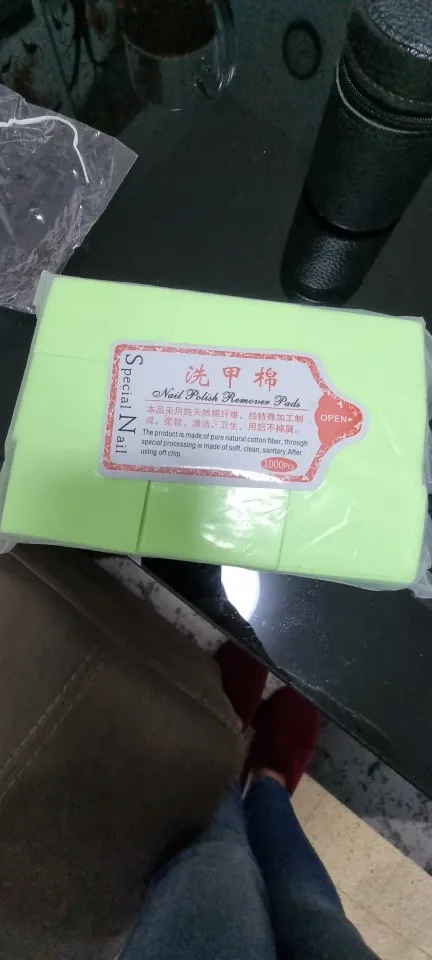 洗甲棉
Nail Polish Remover Pads
本品采用纯天然棉纤维，经特殊加工制
成，柔软、清洁、卫生，用后不掉屑。
The product is made of pure natural cotton fiber, through
special processing is made of soft, clean, sanitary.After
using off chip.
1000Pcs
OPEN
Special Nail